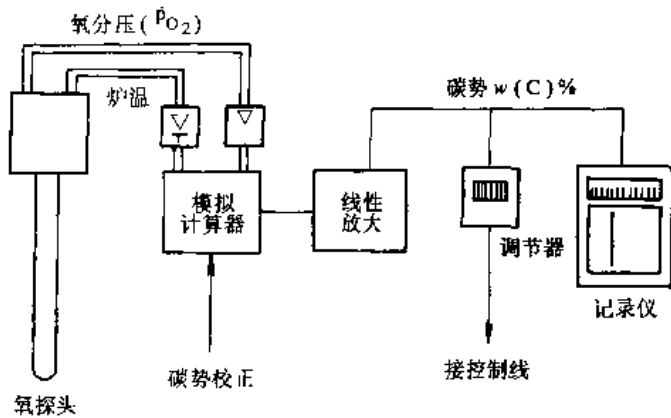 氧分压(PO2)
炉温
碳势 w(C)%
模拟
计算器
线性
放大
调节器
记录仪
碳势校正
接控制线
氧探头